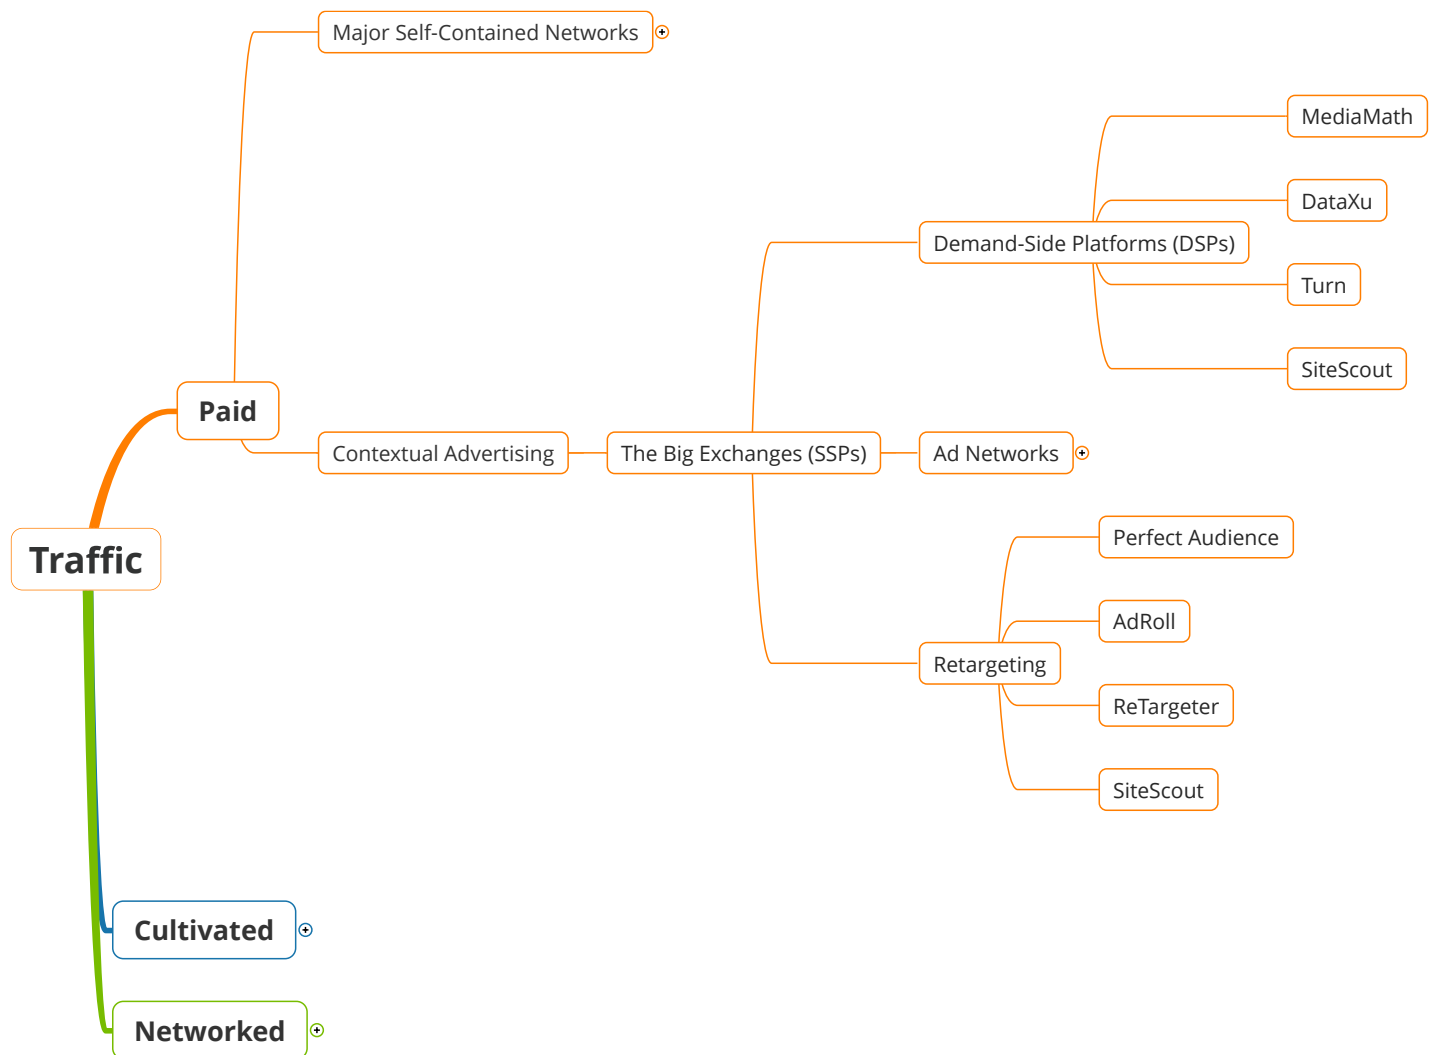 Major Self-Contained Networks
MediaMath
DataXu
Demand-Side Platforms (DSPs)
Turn
SiteScout
Paid
Contextual Advertising
The Big Exchanges (SSPs)
Ad Networks
Perfect Audience
AdRoll
Retargeting
ReTargeter
SiteScout
Traffic
Cultivated
Networked